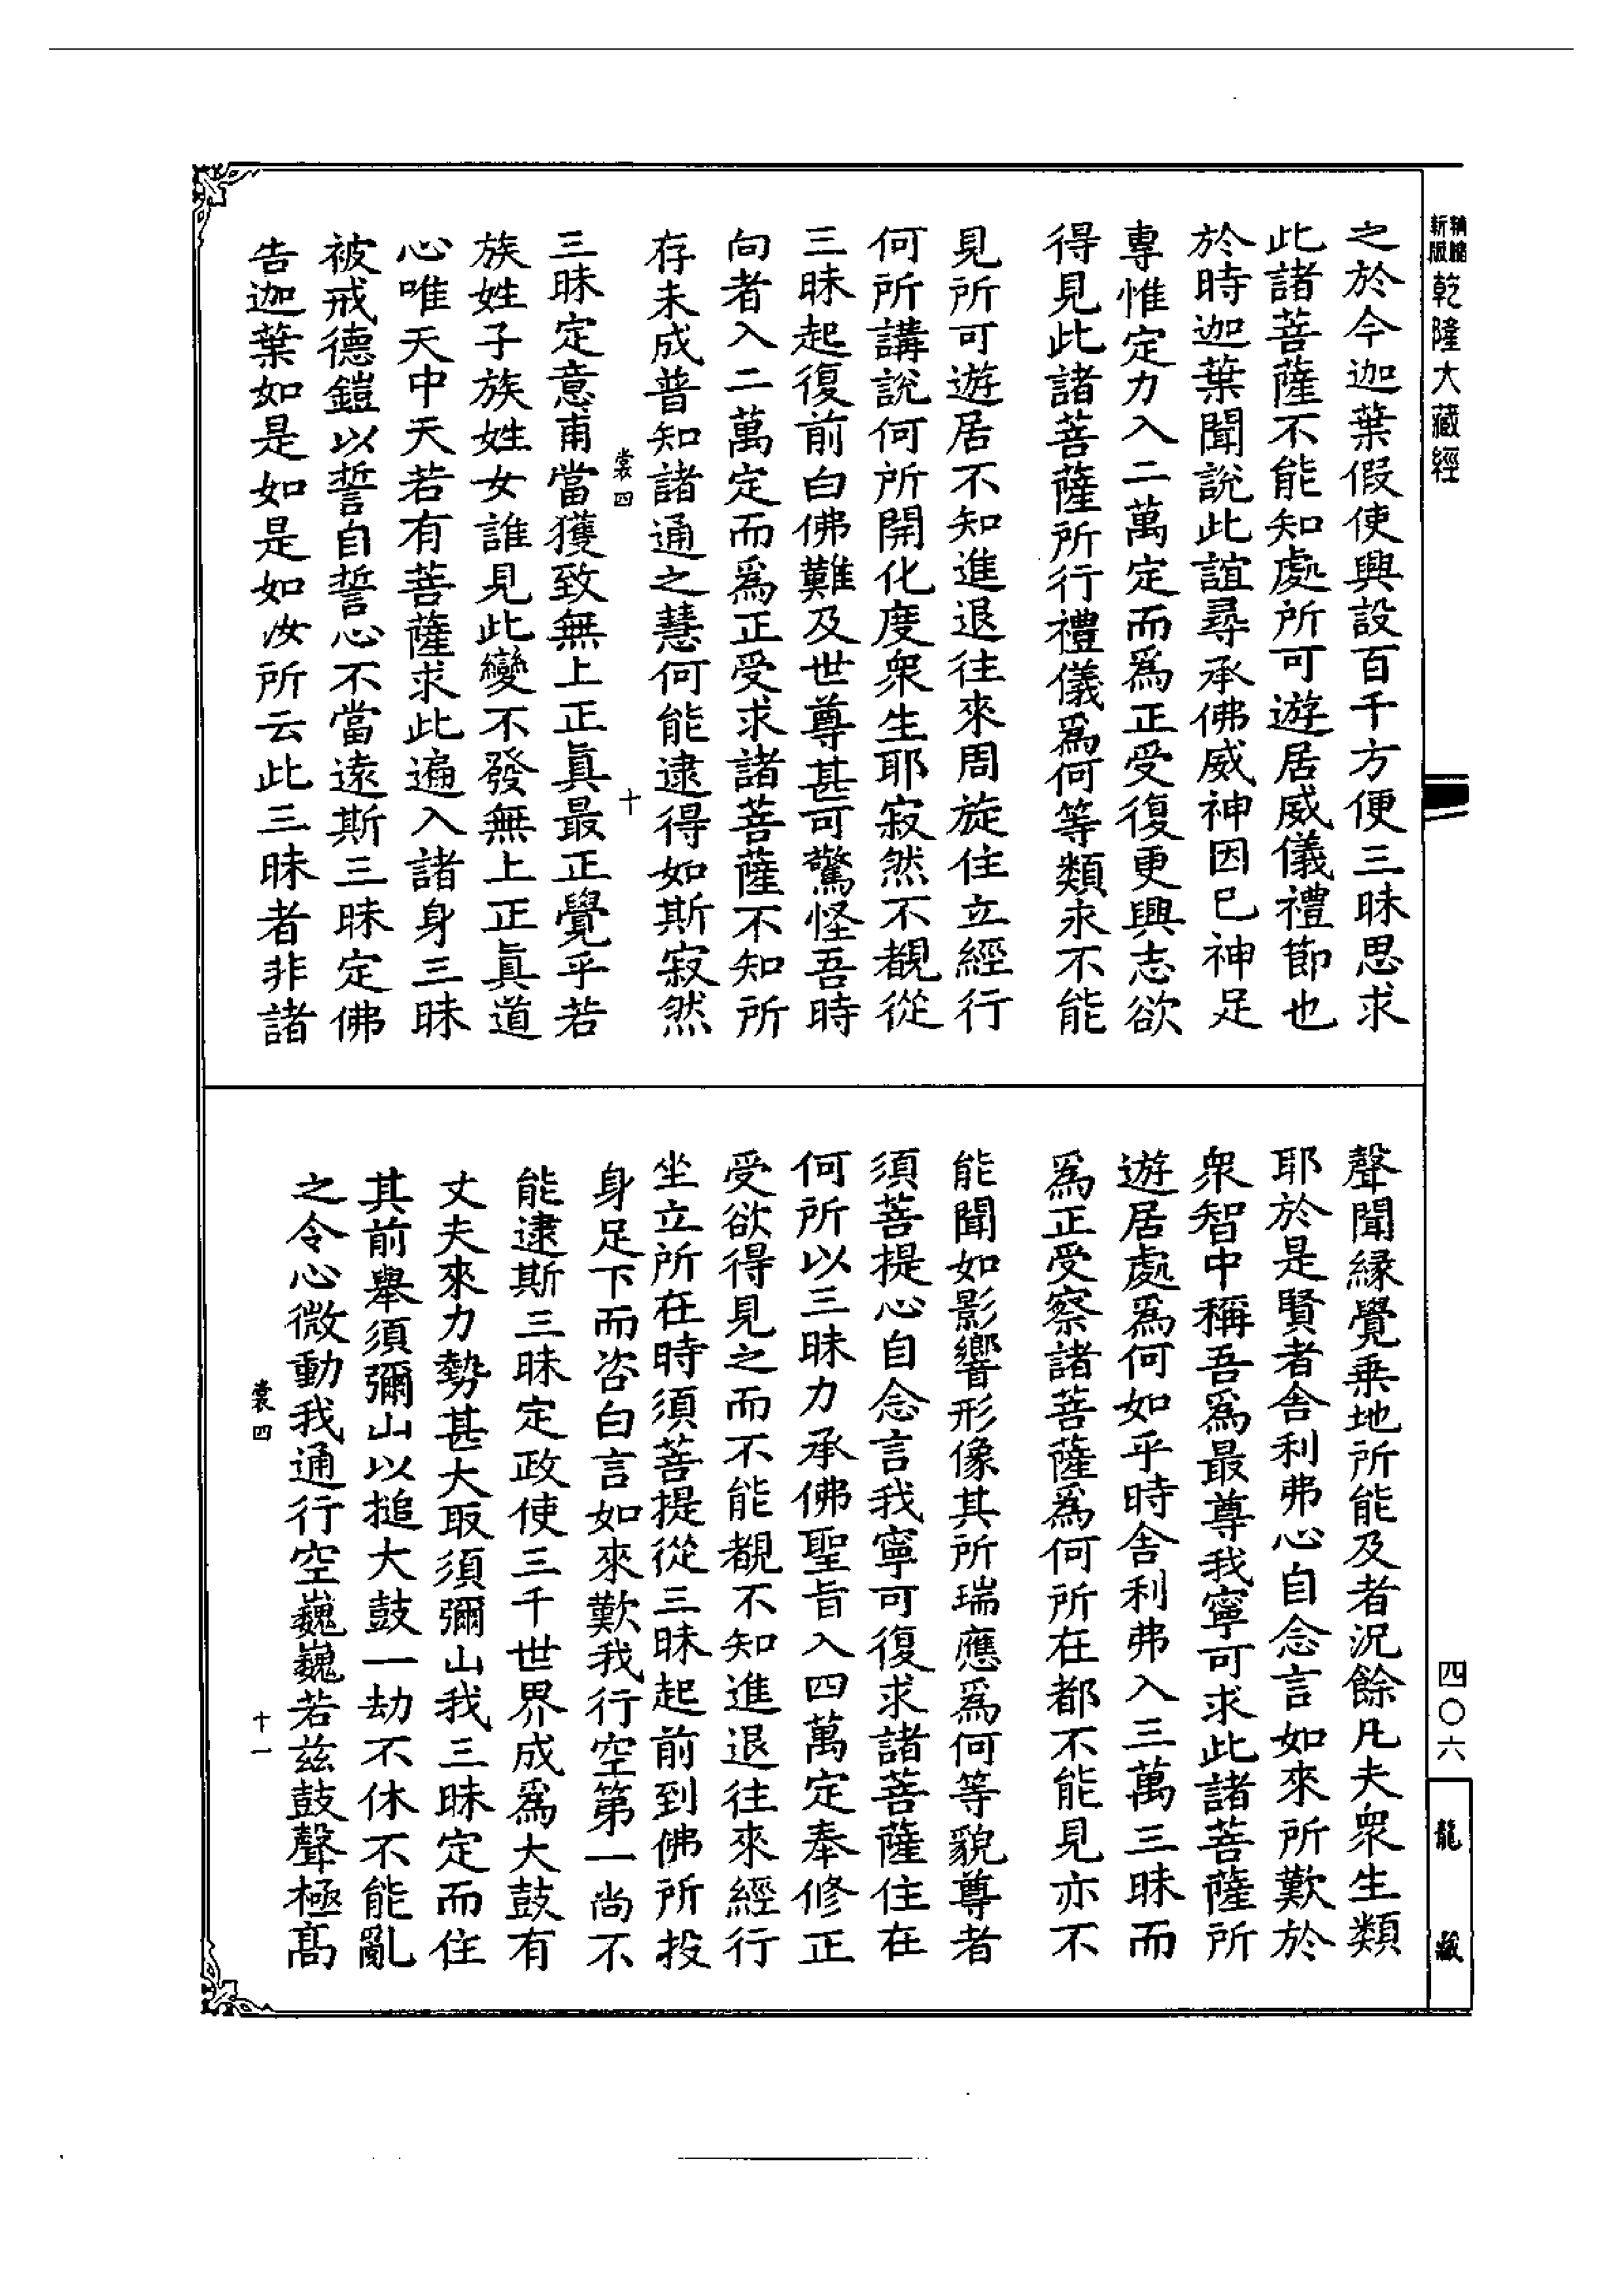 新版
精縮
乾隆大藏經
之於今迦葉假使興設百千方便三昧思求
此諸菩薩不能知處所可遊居威儀禮節也
於時迦葉聞說此誼尋承佛威神因巳神足
專惟定力入二萬定而爲正受復更興志欲
得見此諸菩薩所行禮儀爲何等類永不能
見所可遊居不知進退往來周旋住立經行
何所講說何所開化度衆生耶寂然不覩從
三昧起復前白佛難及世尊甚可驚怪吾時
向者入二萬定而爲正受求諸菩薩不知所
存未成普知諸通之慧何能逮得如斯寂然
裳四
十
三昧定意甫當獲致無上正眞最正覺乎若
族姓子族姓女誰見此變不發無上正眞道
心唯天中天若有菩薩求此遍入諸身三昧
被戒德鎧以誓自誓心不當遠斯三昧定佛
告迦葉如是如是如汝所云此三昧者非諸
聲聞緣覺乘地所能及者況餘凡夫衆生類
耶於是賢者舍利弗心自念言如來所歎於
衆智中稱吾爲最尊我寧可求此諸菩薩所
遊居處爲何如乎時舍利弗入三萬三昧而
爲正受察諸菩薩爲何所在都不能見亦不
能聞如影響形像其所瑞應爲何等貌尊者
須菩提心自念言我寧可復求諸菩薩住在
何所以三昧力承佛聖旨入四萬定奉修正
受欲得見之而不能覩不知進退往來經行
坐立所在時須菩提從三昧起前到佛所投
身足下而咨白言如來歎我行空第一尚不
能逮斯三昧定政使三千世界成爲大鼓有
丈夫來力勢甚大取須彌山我三昧定而住
其前舉須彌山以搥大鼓一劫不休不能亂
之令心微動我通行空巍巍若茲鼓聲極高
裳四
十一
四〇六
龍
藏